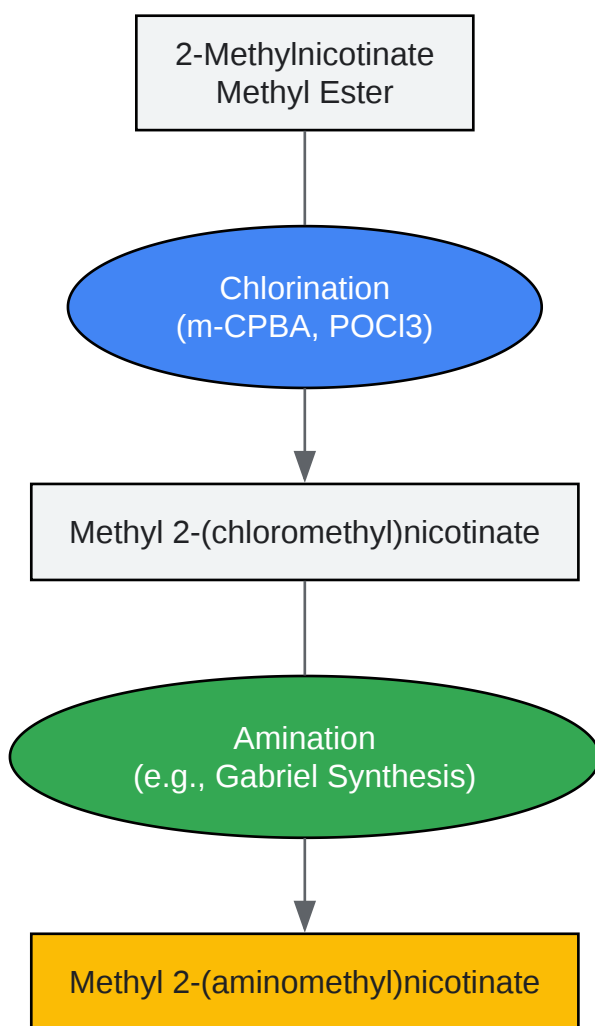 2-Methylnicotinate
Methyl Ester
Chlorination
(m-CPBA, POCl3)
Methyl 2-(chloromethyl)nicotinate
Amination
(e.g., Gabriel Synthesis)
Methyl 2-(aminomethyl)nicotinate